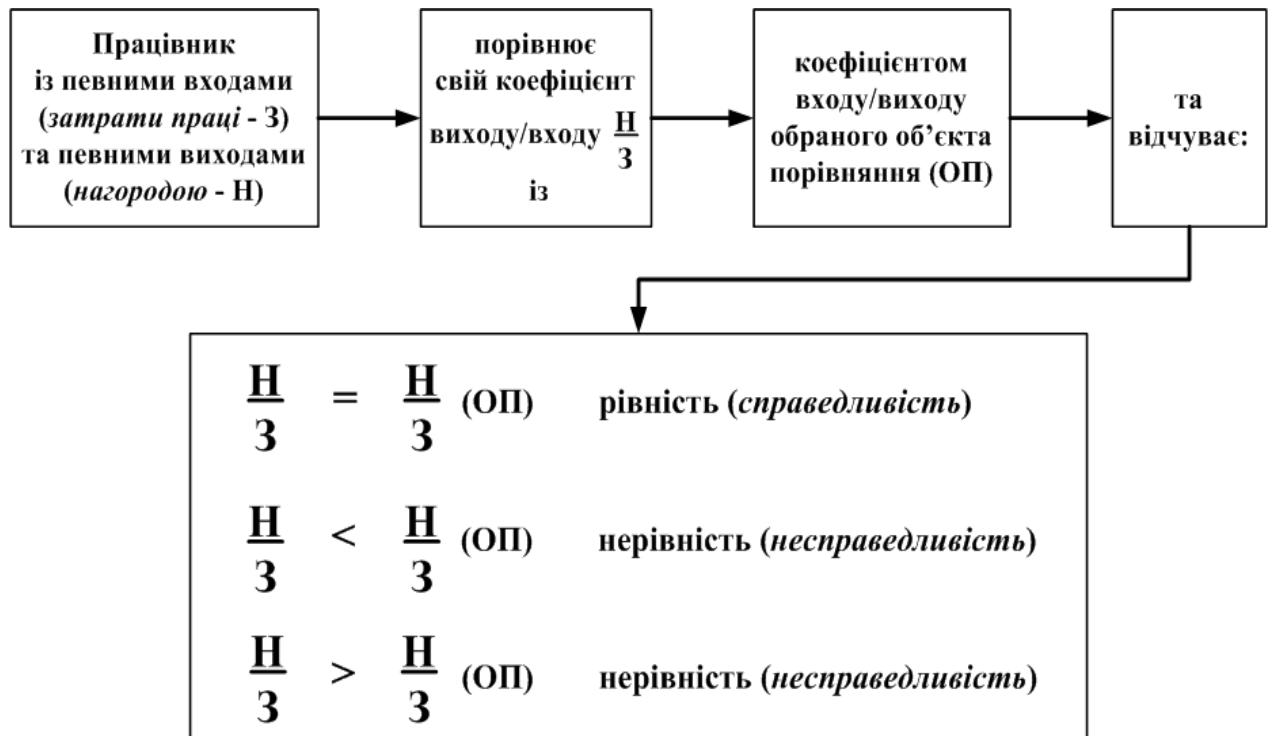 Працівник
із певними входами
(затрати праці - З)
та певними виходами
(нагородою - Н)
порівнює
свій коефіцієнт
виходу/входу Н/З
із
коефіцієнтом
входу/виходу
обраного об’єкта
порівняння (ОП)
та
відчуває:
Н/З = Н/З (ОП) рівність (справедливість)
Н/З < Н/З (ОП) нерівність (несправедливість)
Н/З > Н/З (ОП) нерівність (несправедливість)